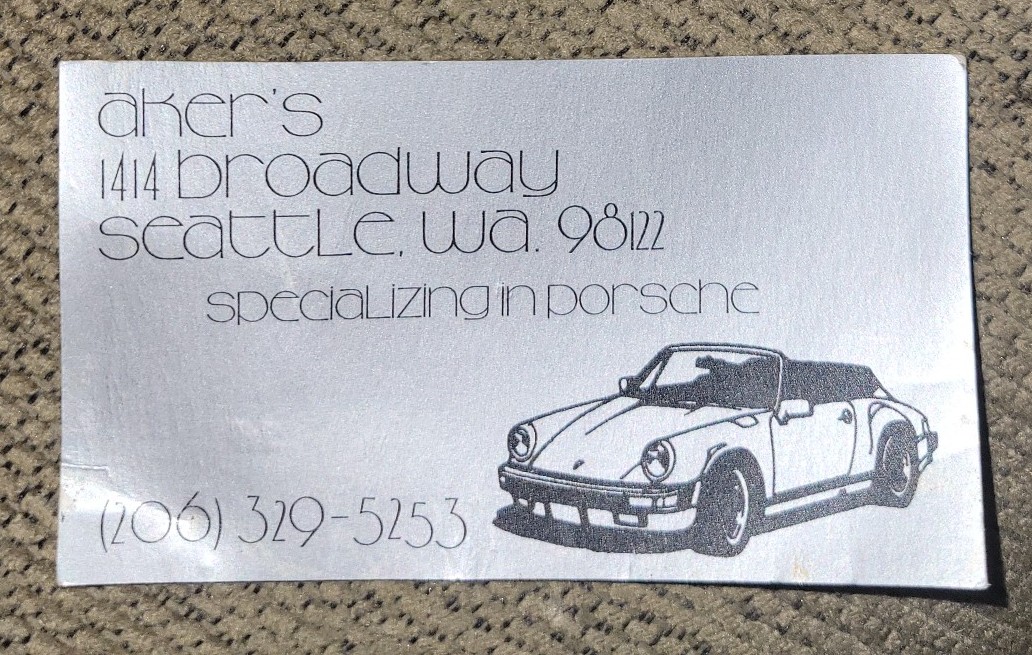 aker's
1414 broadway
seattLe, wa. 98122
speciaLizing in porsche
(206) 329-5253